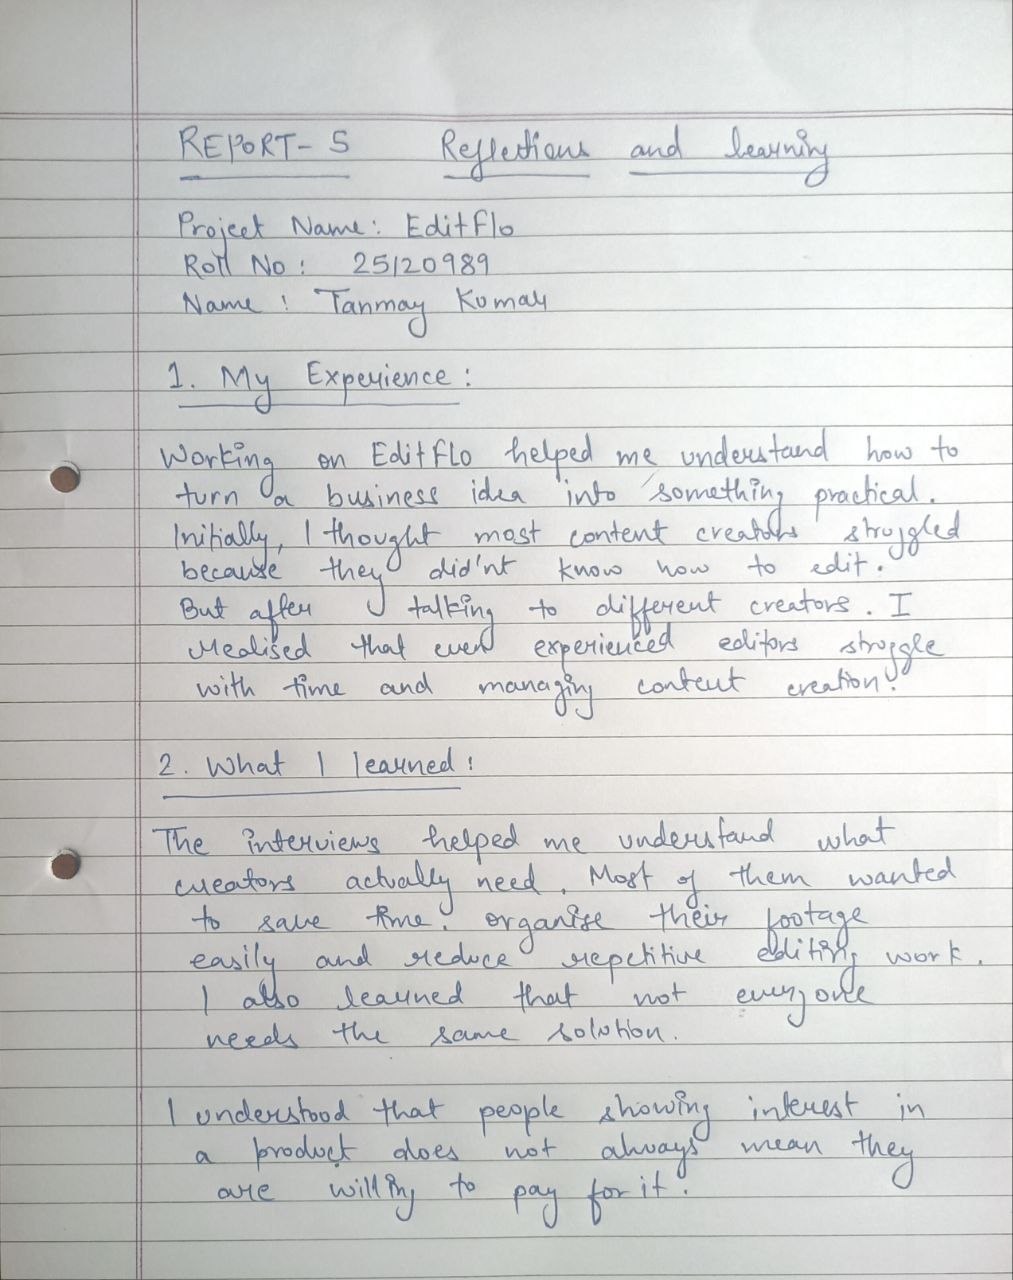 REPORT-5 Reflections and learning
Project Name: EditFlo
Roll No: 25120989
Name: Tanmay Kumar
1. My Experience:
Working on EditFlo helped me understand how to
turn a business idea into something practical.
Initially, I thought most content creators struggled
because they did'nt know how to edit.
But after talking to different creators. I
realised that even experienced editors struggle
with time and managing content creation.
2. What I learned:
The interviews helped me understand what
creators actually need. Most of them wanted
to save time. organise their footage
easily and reduce repetitive editing work.
I also learned that not everyone
needs the same solution.
I understood that people showing interest in
a product does not always mean they
are willing to pay for it.